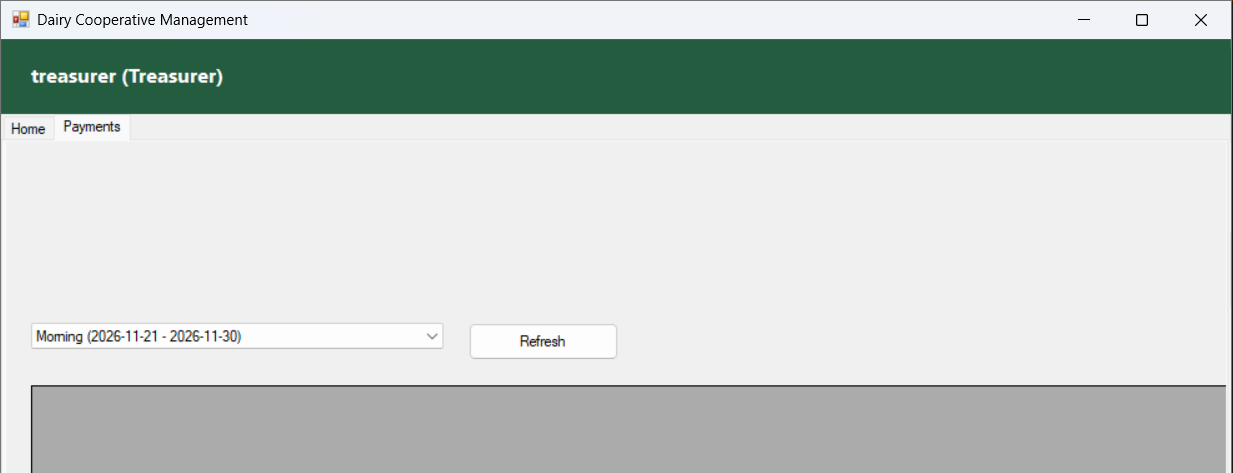 Dairy Cooperative Management
treasurer (Treasurer)
Home Payments
Morning (2026-11-21 - 2026-11-30) Refresh